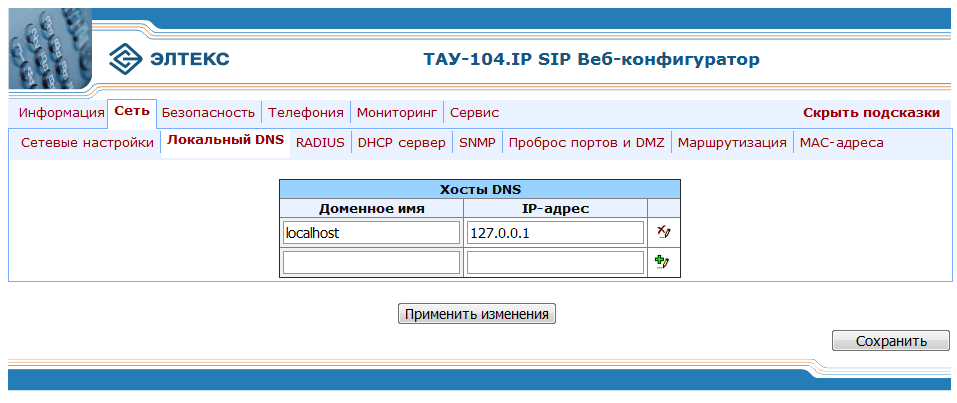 ЭЛТЕКС
ТАУ-104.IP SIP Веб-конфигуратор
Информация Сеть Безопасность Телефония Мониторинг Сервис Скрыть подсказки
Сетевые настройки Локальный DNS RADIUS DHCP сервер SNMP Проброс портов и DMZ Маршрутизация MAC-адреса
Хосты DNS
Доменное имя IP-адрес
localhost 127.0.0.1
Применить изменения
Сохранить